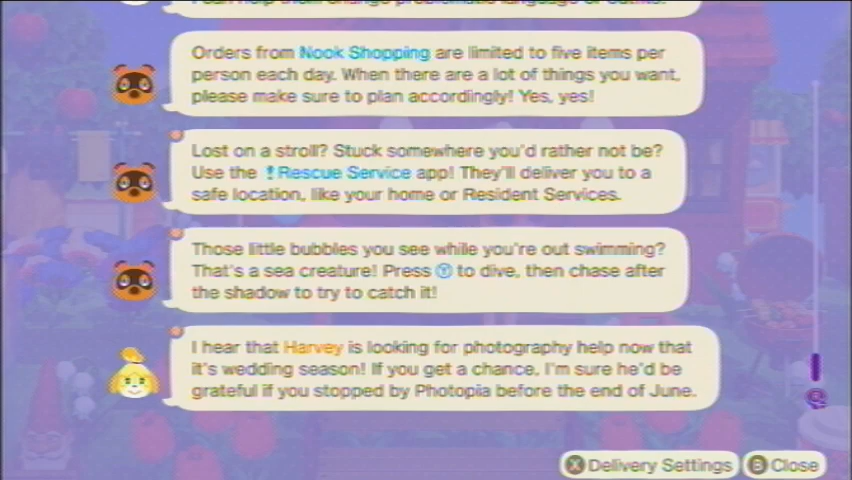 Orders from Nook Shopping are limited to five items per
person each day. When there are a lot of things you want,
please make sure to plan accordingly! Yes, yes!
Lost on a stroll? Stuck somewhere you'd rather not be?
Use the ! Rescue Service app! They'll deliver you to a
safe location, like your home or Resident Services.
Those little bubbles you see while you're out swimming?
That's a sea creature! Press Ⓨ to dive, then chase after
the shadow to try to catch it!
I hear that Harvey is looking for photography help now that
it's wedding season! If you get a chance, I'm sure he'd be
grateful if you stopped by Photopia before the end of June.
Ⓧ Delivery Settings Ⓑ Close